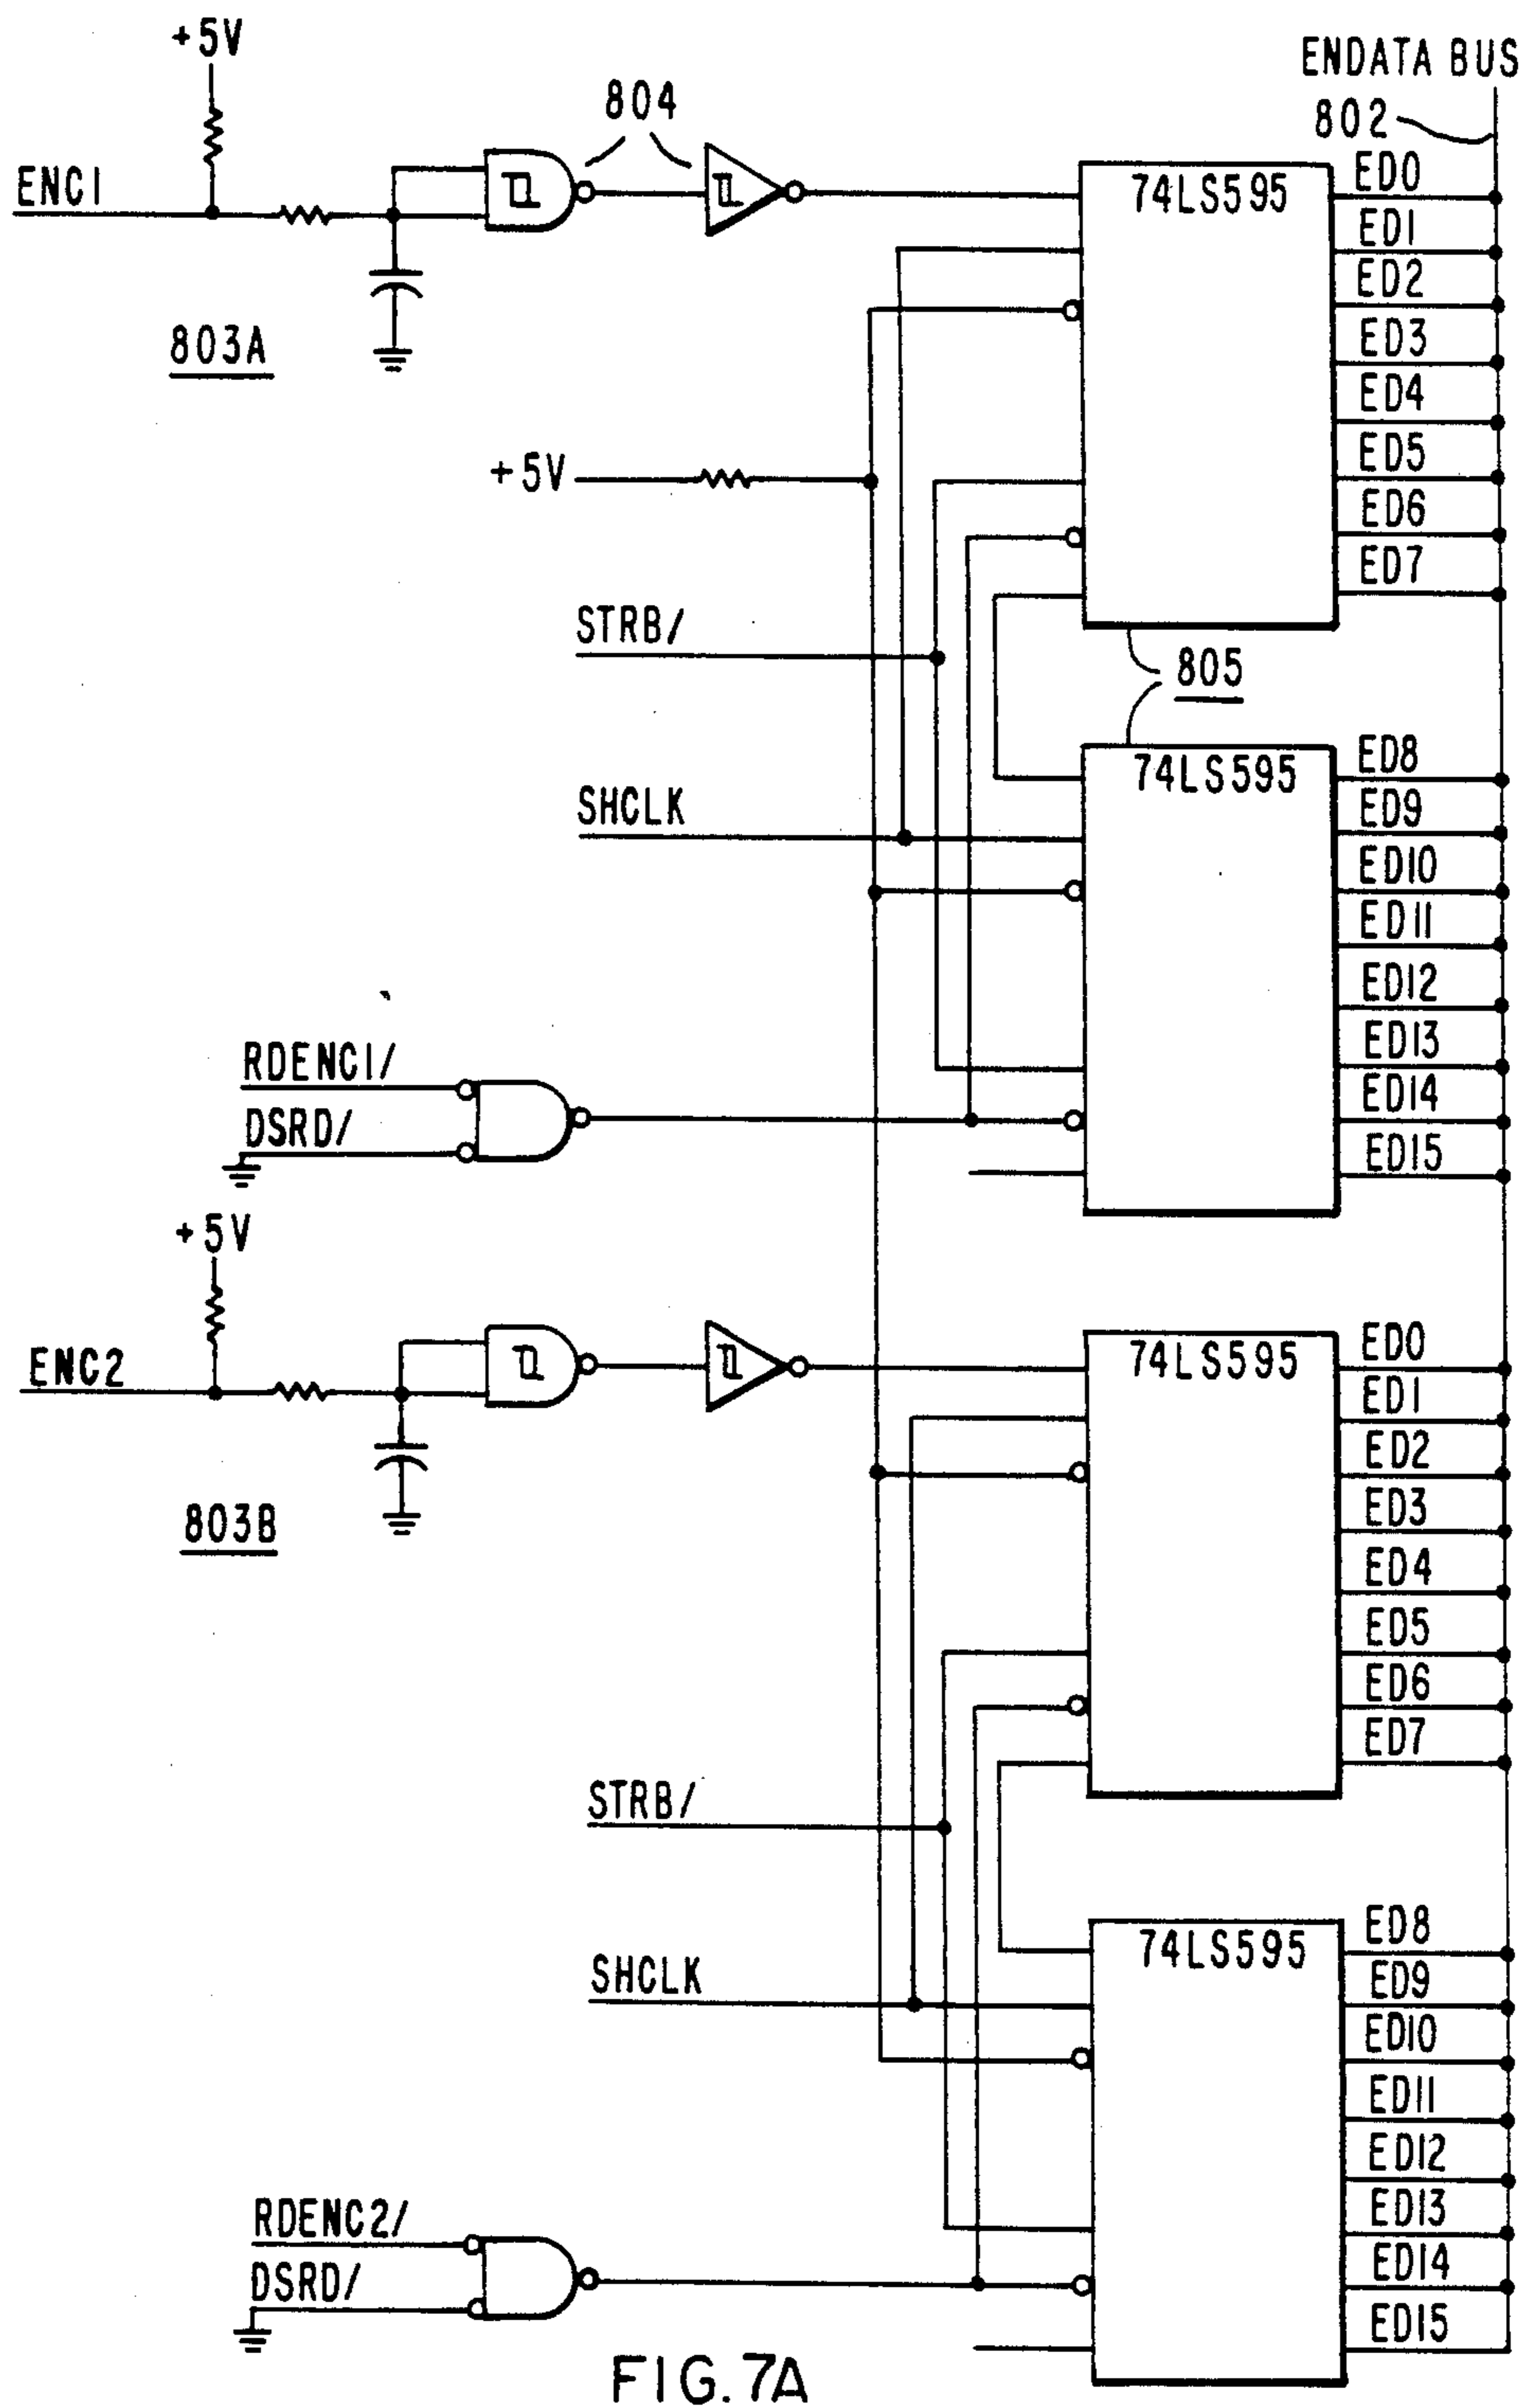 +5V
ENDATA BUS
802
804
ENC1
74LS595
ED0
ED1
ED2
ED3
ED4
ED5
ED6
ED7
803A
+5V
STRB/
805
74LS595
ED8
ED9
ED10
ED11
ED12
ED13
ED14
ED15
SHCLK
RDENC1/
DSRD/
+5V
ENC2
74LS595
ED0
ED1
ED2
ED3
ED4
ED5
ED6
ED7
803B
STRB/
74LS595
ED8
ED9
ED10
ED11
ED12
ED13
ED14
ED15
SHCLK
RDENC2/
DSRD/
FIG.7A